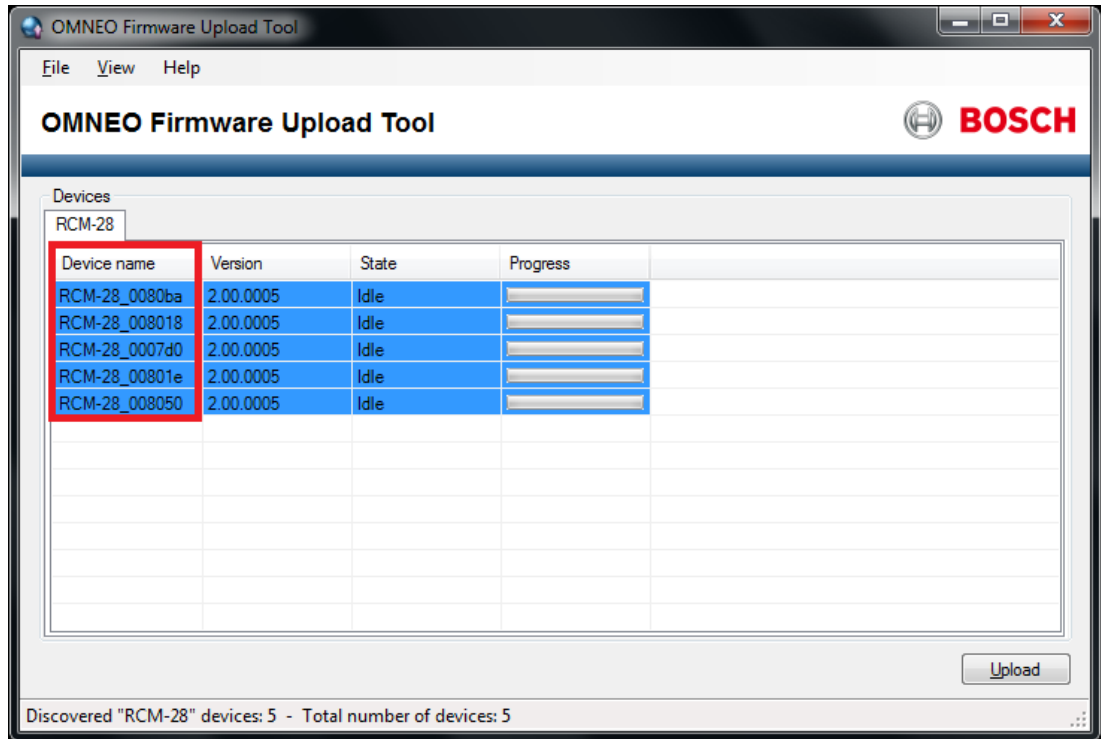 OMNEO Firmware Upload Tool
File View Help
OMNEO Firmware Upload Tool
BOSCH
Devices
RCM-28
Device name Version State Progress
RCM-28_0080ba 2.00.0005 Idle
RCM-28_008018 2.00.0005 Idle
RCM-28_0007d0 2.00.0005 Idle
RCM-28_00801e 2.00.0005 Idle
RCM-28_008050 2.00.0005 Idle
Upload
Discovered "RCM-28" devices: 5 - Total number of devices: 5